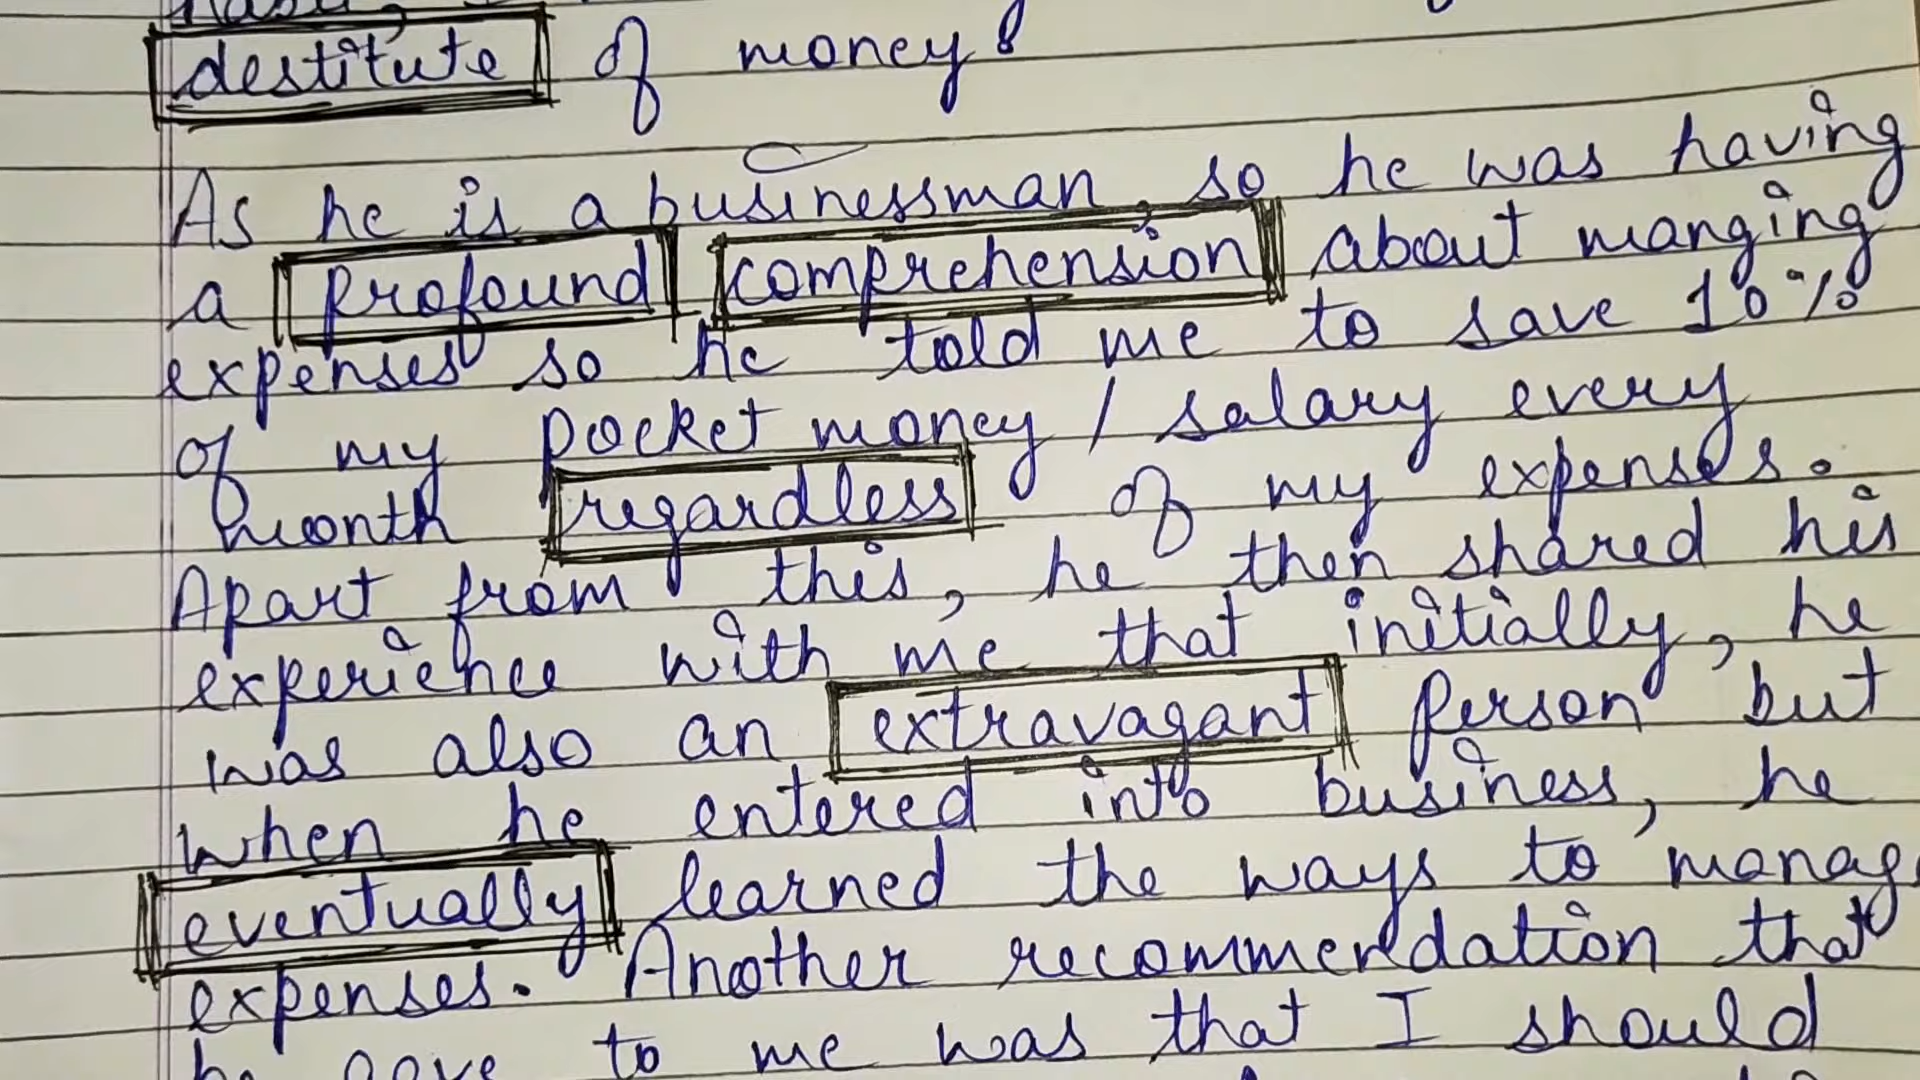 destitute of money!
As he is a businessman, so he was having
a profound comprehension about manging
expenses so he told me to save 10%
of my pocket money / salary every
month regardless of my expenses.
Apart from this, he then shared his
experience with me that initially, he
was also an extravagant person but
when he entered into business, he
eventually learned the ways to manag
expenses. Another recommendation that
he gave to me was that I should